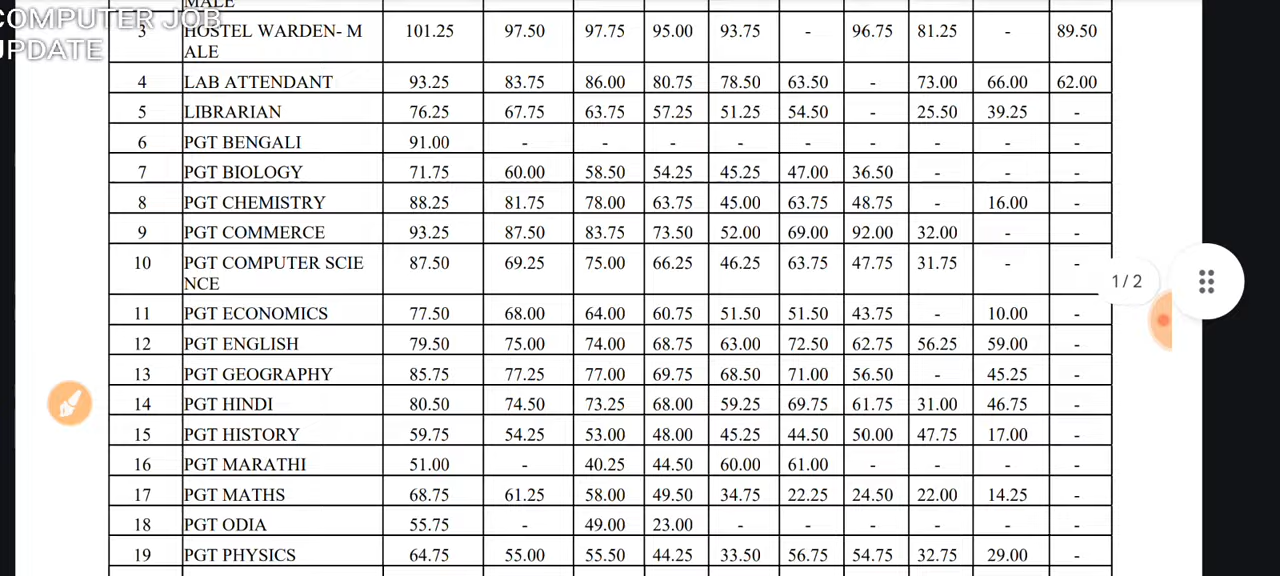 MALE
COMPUTER JOB
UPDATE
3 HOSTEL WARDEN- M 101.25 97.50 97.75 95.00 93.75 - 96.75 81.25 - 89.50
ALE
4 LAB ATTENDANT 93.25 83.75 86.00 80.75 78.50 63.50 - 73.00 66.00 62.00
5 LIBRARIAN 76.25 67.75 63.75 57.25 51.25 54.50 - 25.50 39.25 -
6 PGT BENGALI 91.00 - - - - - - - - -
7 PGT BIOLOGY 71.75 60.00 58.50 54.25 45.25 47.00 36.50 - - -
8 PGT CHEMISTRY 88.25 81.75 78.00 63.75 45.00 63.75 48.75 - 16.00 -
9 PGT COMMERCE 93.25 87.50 83.75 73.50 52.00 69.00 92.00 32.00 - -
10 PGT COMPUTER SCIE 87.50 69.25 75.00 66.25 46.25 63.75 47.75 31.75 - -
NCE
1/2
11 PGT ECONOMICS 77.50 68.00 64.00 60.75 51.50 51.50 43.75 - 10.00 -
12 PGT ENGLISH 79.50 75.00 74.00 68.75 63.00 72.50 62.75 56.25 59.00 -
13 PGT GEOGRAPHY 85.75 77.25 77.00 69.75 68.50 71.00 56.50 - 45.25 -
14 PGT HINDI 80.50 74.50 73.25 68.00 59.25 69.75 61.75 31.00 46.75 -
15 PGT HISTORY 59.75 54.25 53.00 48.00 45.25 44.50 50.00 47.75 17.00 -
16 PGT MARATHI 51.00 - 40.25 44.50 60.00 61.00 - - - -
17 PGT MATHS 68.75 61.25 58.00 49.50 34.75 22.25 24.50 22.00 14.25 -
18 PGT ODIA 55.75 - 49.00 23.00 - - - - - -
19 PGT PHYSICS 64.75 55.00 55.50 44.25 33.50 56.75 54.75 32.75 29.00 -